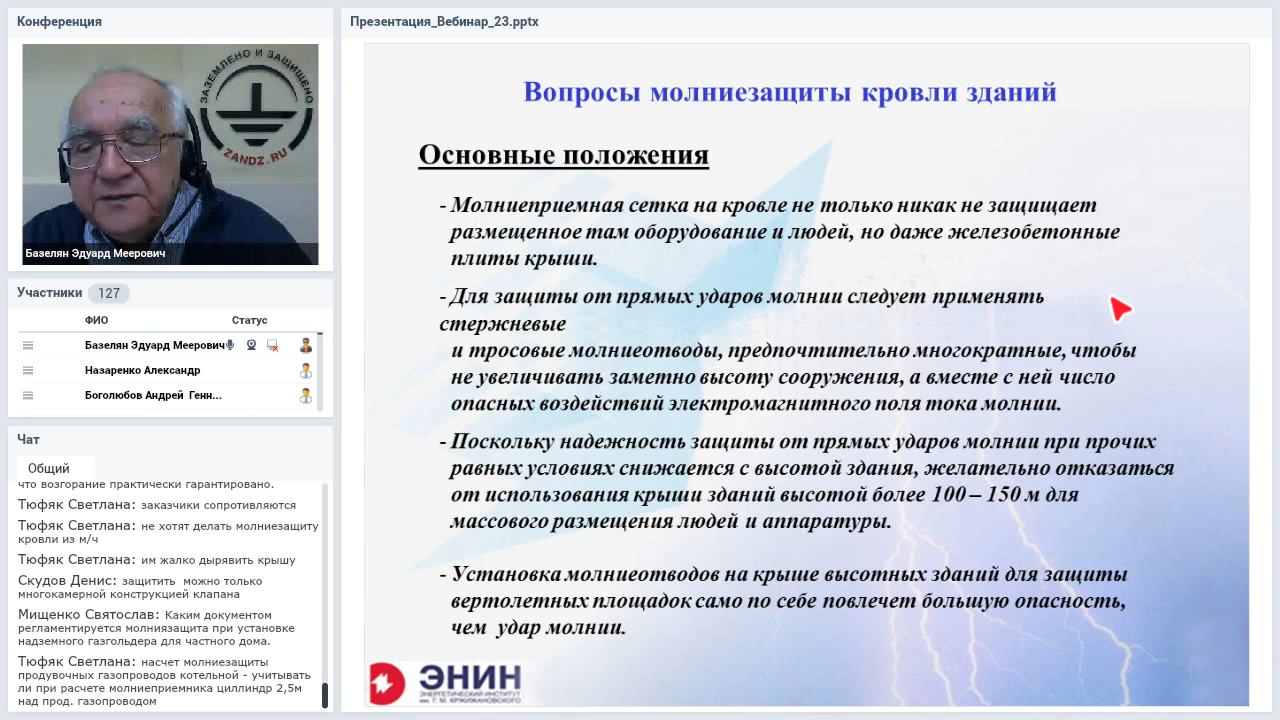 Конференция
ЗАЗЕМЛЕНО И ЗАЩИЩЕНО
ZANDZ.RU
Базелян Эдуард Меерович
Участники 127
ФИО Статус
Базелян Эдуард Меерович
Назаренко Александр
Боголюбов Андрей Генн...
Чат
Общий
что возгорание практически гарантировано.
Тюфяк Светлана: заказчики сопротивляются
Тюфяк Светлана: не хотят делать молниезащиту
кровли из м/ч
Тюфяк Светлана: им жалко дырявить крышу
Скудов Денис: защитить можно только
многокамерной конструкцией клапана
Мищенко Святослав: Каким документом
регламентируется молниязащита при установке
надземного газгольдера для частного дома.
Тюфяк Светлана: насчет молниезащиты
продувочных газопроводов котельной - учитывать
ли при расчете молниеприемника циллиндр 2,5м
над прод. газопроводом
Презентация_Вебинар_23.pptx
Вопросы молниезащиты кровли зданий
Основные положения
- Молниеприемная сетка на кровле не только никак не защищает
размещенное там оборудование и людей, но даже железобетонные
плиты крыши.
- Для защиты от прямых ударов молнии следует применять
стержневые
и тросовые молниеотводы, предпочтительно многократные, чтобы
не увеличивать заметно высоту сооружения, а вместе с ней число
опасных воздействий электромагнитного поля тока молнии.
- Поскольку надежность защиты от прямых ударов молнии при прочих
равных условиях снижается с высотой здания, желательно отказаться
от использования крыши зданий высотой более 100 – 150 м для
массового размещения людей и аппаратуры.
- Установка молниеотводов на крыше высотных зданий для защиты
вертолетных площадок само по себе повлечет большую опасность,
чем удар молнии.
ЭНИН
ЭНЕРГЕТИЧЕСКИЙ ИНСТИТУТ
им. Г. М. КРЖИЖАНОВСКОГО